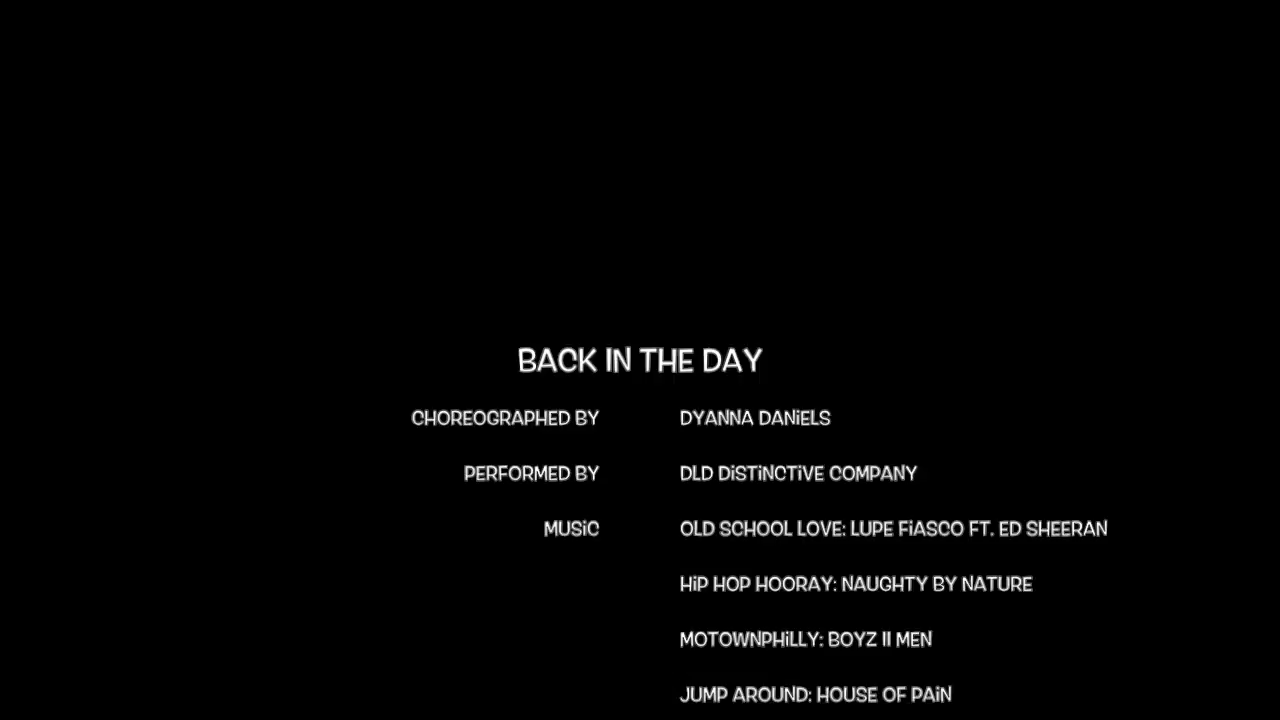 BACK IN THE DAY
CHOREOGRAPHED BY DYANNA DANiELS
PERFORMED BY DLD DiSTiNCTiVE COMPANY
MUSiC OLD SCHOOL LOVE: LUPE FiASCO FT. ED SHEERAN
HiP HOP HOORAY: NAUGHTY BY NATURE
MOTOWNPHiLLY: BOYZ II MEN
JUMP AROUND: HOUSE OF PAiN